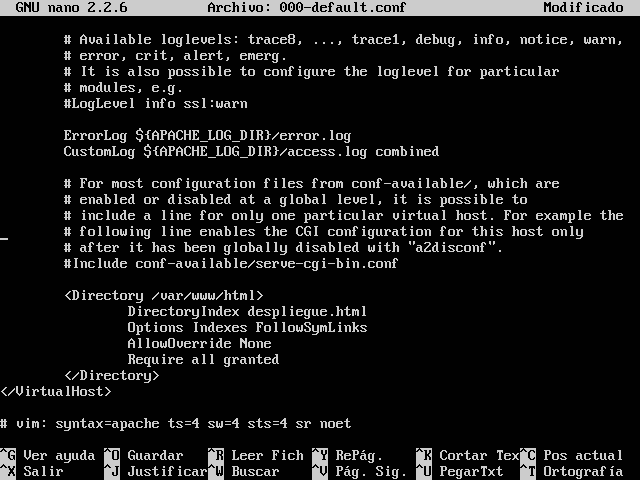 GNU nano 2.2.6 Archivo: 000-default.conf Modificado
# Available loglevels: trace8, ..., trace1, debug, info, notice, warn,
# error, crit, alert, emerg.
# It is also possible to configure the loglevel for particular
# modules, e.g.
#LogLevel info ssl:warn
ErrorLog ${APACHE_LOG_DIR}/error.log
CustomLog ${APACHE_LOG_DIR}/access.log combined
# For most configuration files from conf-available/, which are
# enabled or disabled at a global level, it is possible to
# include a line for only one particular virtual host. For example the
# following line enables the CGI configuration for this host only
# after it has been globally disabled with "a2disconf".
#Include conf-available/serve-cgi-bin.conf
<Directory /var/www/html>
DirectoryIndex despliegue.html
Options Indexes FollowSymLinks
AllowOverride None
Require all granted
</Directory>
</VirtualHost>
# vim: syntax=apache ts=4 sw=4 sts=4 sr noet
^G Ver ayuda ^O Guardar ^R Leer Fich ^Y RePág. ^K Cortar Tex^C Pos actual
^X Salir ^J Justificar^W Buscar ^V Pág. Sig. ^U PegarTxt ^T Ortografía